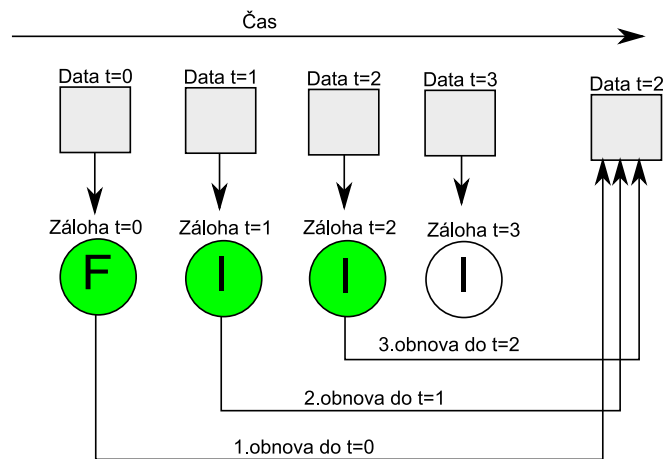 Čas
Data t=0
Data t=1
Data t=2
Data t=3
Data t=2
Záloha t=0
Záloha t=1
Záloha t=2
Záloha t=3
F
I
I
I
3.obnova do t=2
2.obnova do t=1
1.obnova do t=0